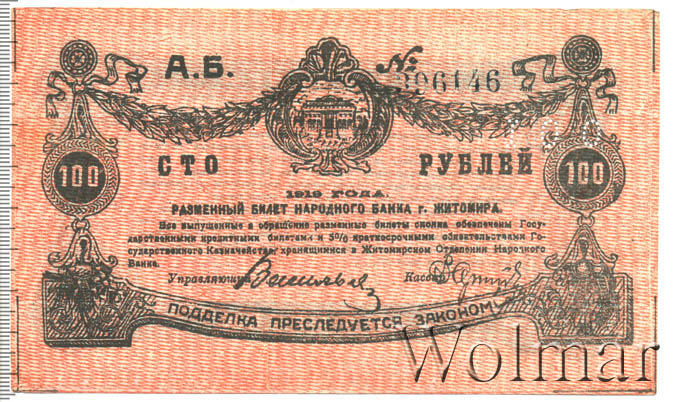 А.Б. № 396146
СТО РУБЛЕЙ
100 100
1919 ГОДА.
РАЗМЕННЫЙ БИЛЕТ НАРОДНОГО БАНКА г. ЖИТОМИРА.
Все выпущенные в обращение разменные билеты сполна обеспечены Госу-
дарственными кредитными билетами и 5% краткосрочными обязательствами Го-
сударственного Казначейства хранящимися в Житомирском Отделении Народного
Банка.
Управляющий Кассир
ПОДДЕЛКА ПРЕСЛЕДУЕТСЯ ЗАКОНОМ
Wolmar